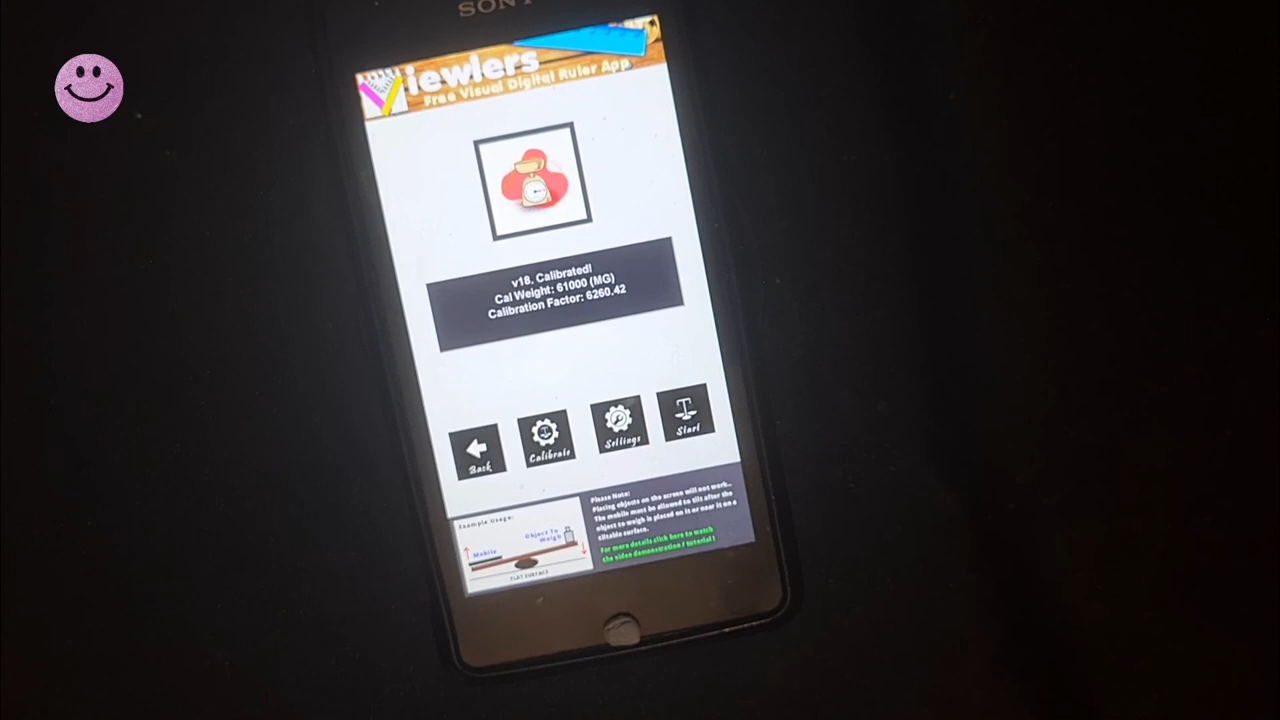 SONY
Viewlers
Free Visual Digital Ruler App
v18. Calibrated!
Cal Weight: 61000 (MG)
Calibration Factor: 6260.42
Back
Calibrate
Settings
Start
Example Usage:
Mobile
Object To
Weigh
FLAT SURFACE
Please Note:
Placing objects on the screen will not work..
The mobile must be allowed to tilt after the
object to weigh is placed on it or near it on a
slitable surface.
For more details click here to watch
the video demonstration / tutorial !